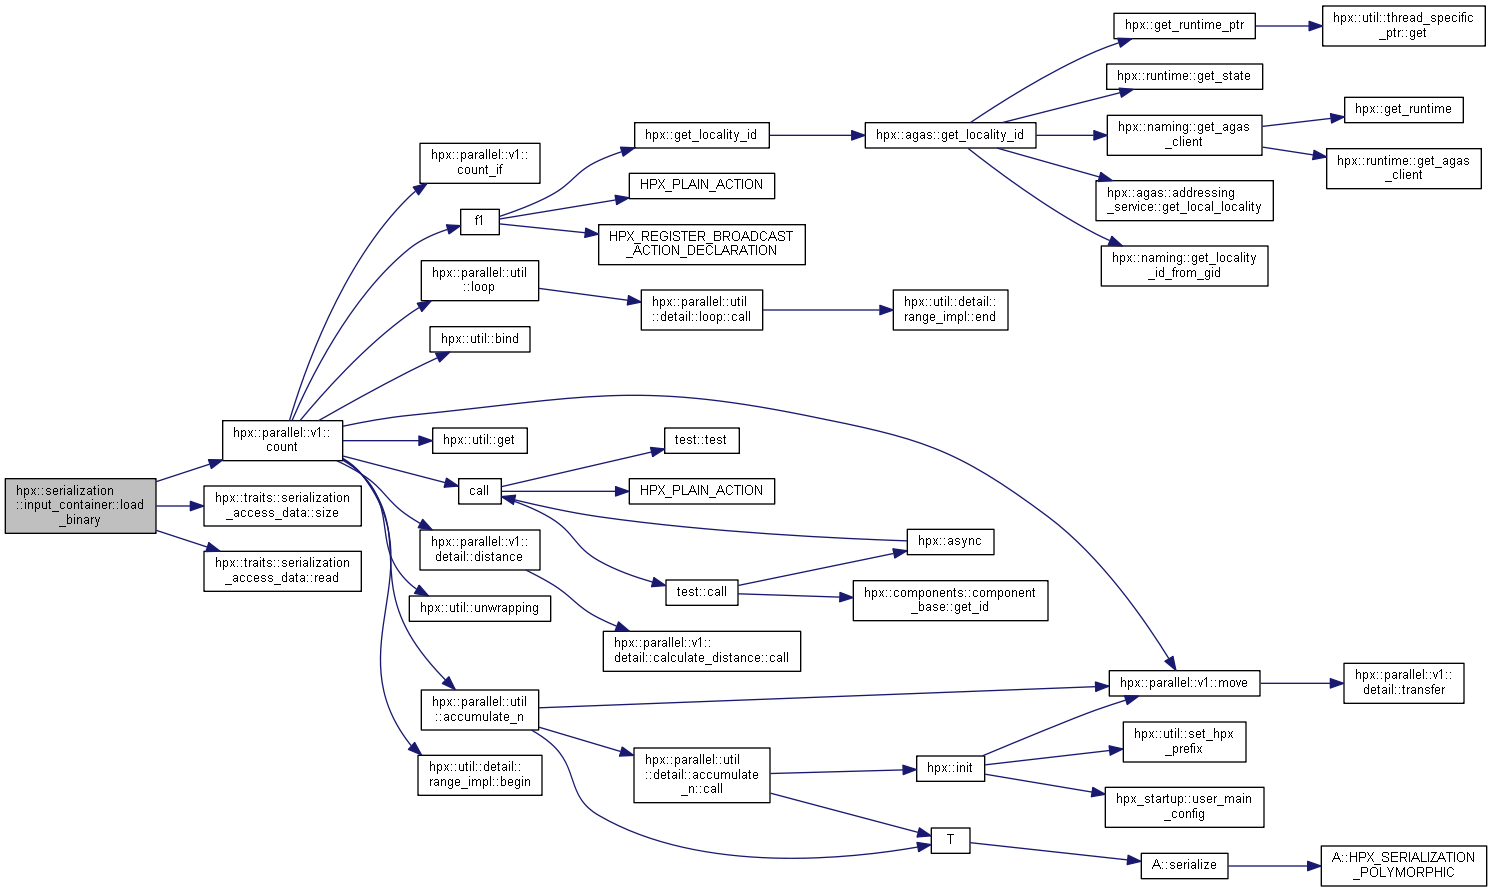 hpx::serialization
::input_container::load
_binary
hpx::parallel::v1::
count
hpx::traits::serialization
_access_data::size
hpx::traits::serialization
_access_data::read
hpx::parallel::v1::
count_if
f1
hpx::parallel::util
::loop
hpx::util::bind
hpx::util::get
call
hpx::parallel::v1::
detail::distance
hpx::util::unwrapping
hpx::parallel::util
::accumulate_n
hpx::util::detail::
range_impl::begin
hpx::get_locality_id
HPX_PLAIN_ACTION
HPX_REGISTER_BROADCAST
_ACTION_DECLARATION
hpx::parallel::util
::detail::loop::call
test::test
HPX_PLAIN_ACTION
test::call
hpx::parallel::v1::
detail::calculate_distance::call
hpx::parallel::util
::detail::accumulate
_n::call
hpx::agas::get_locality_id
hpx::util::detail::
range_impl::end
hpx::async
hpx::components::component
_base::get_id
hpx::init
T
hpx::get_runtime_ptr
hpx::runtime::get_state
hpx::naming::get_agas
_client
hpx::agas::addressing
_service::get_local_locality
hpx::naming::get_locality
_id_from_gid
hpx::parallel::v1::move
hpx::util::set_hpx
_prefix
hpx_startup::user_main
_config
A::serialize
hpx::util::thread_specific
_ptr::get
hpx::get_runtime
hpx::runtime::get_agas
_client
hpx::parallel::v1::
detail::transfer
A::HPX_SERIALIZATION
_POLYMORPHIC